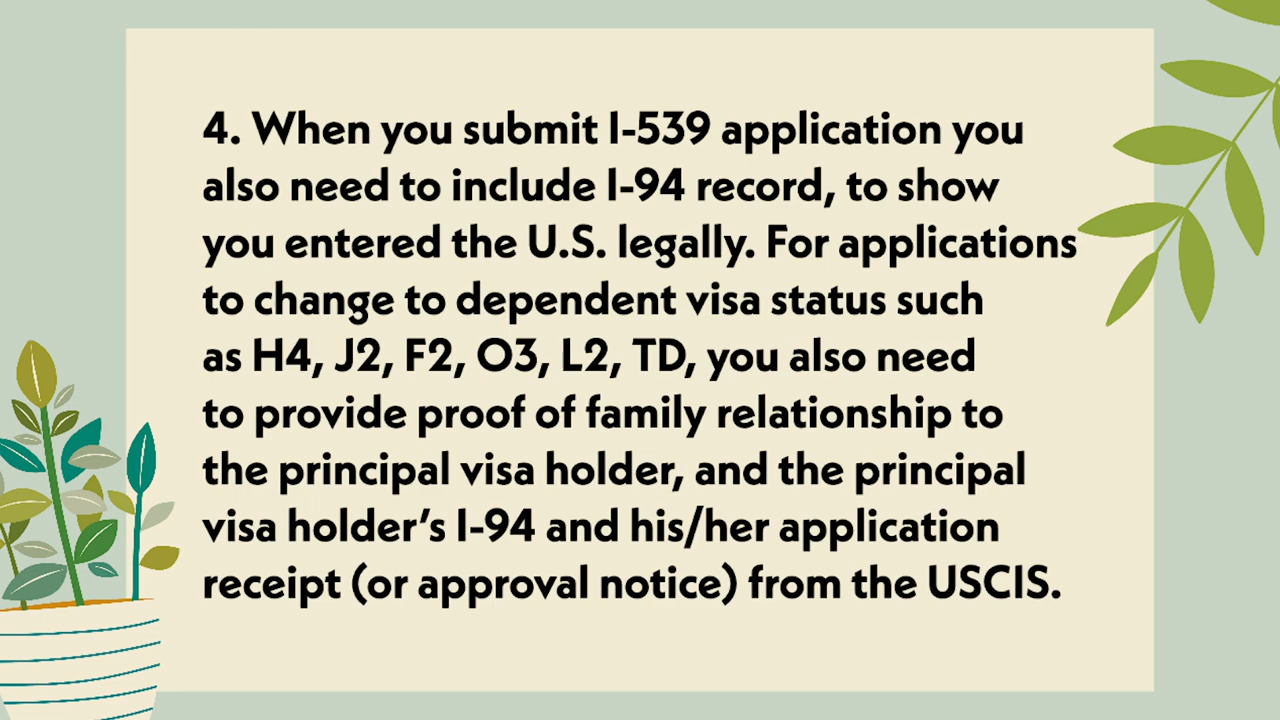 4. When you submit I-539 application you
also need to include I-94 record, to show
you entered the U.S. legally. For applications
to change to dependent visa status such
as H4, J2, F2, O3, L2, TD, you also need
to provide proof of family relationship to
the principal visa holder, and the principal
visa holder’s I-94 and his/her application
receipt (or approval notice) from the USCIS.